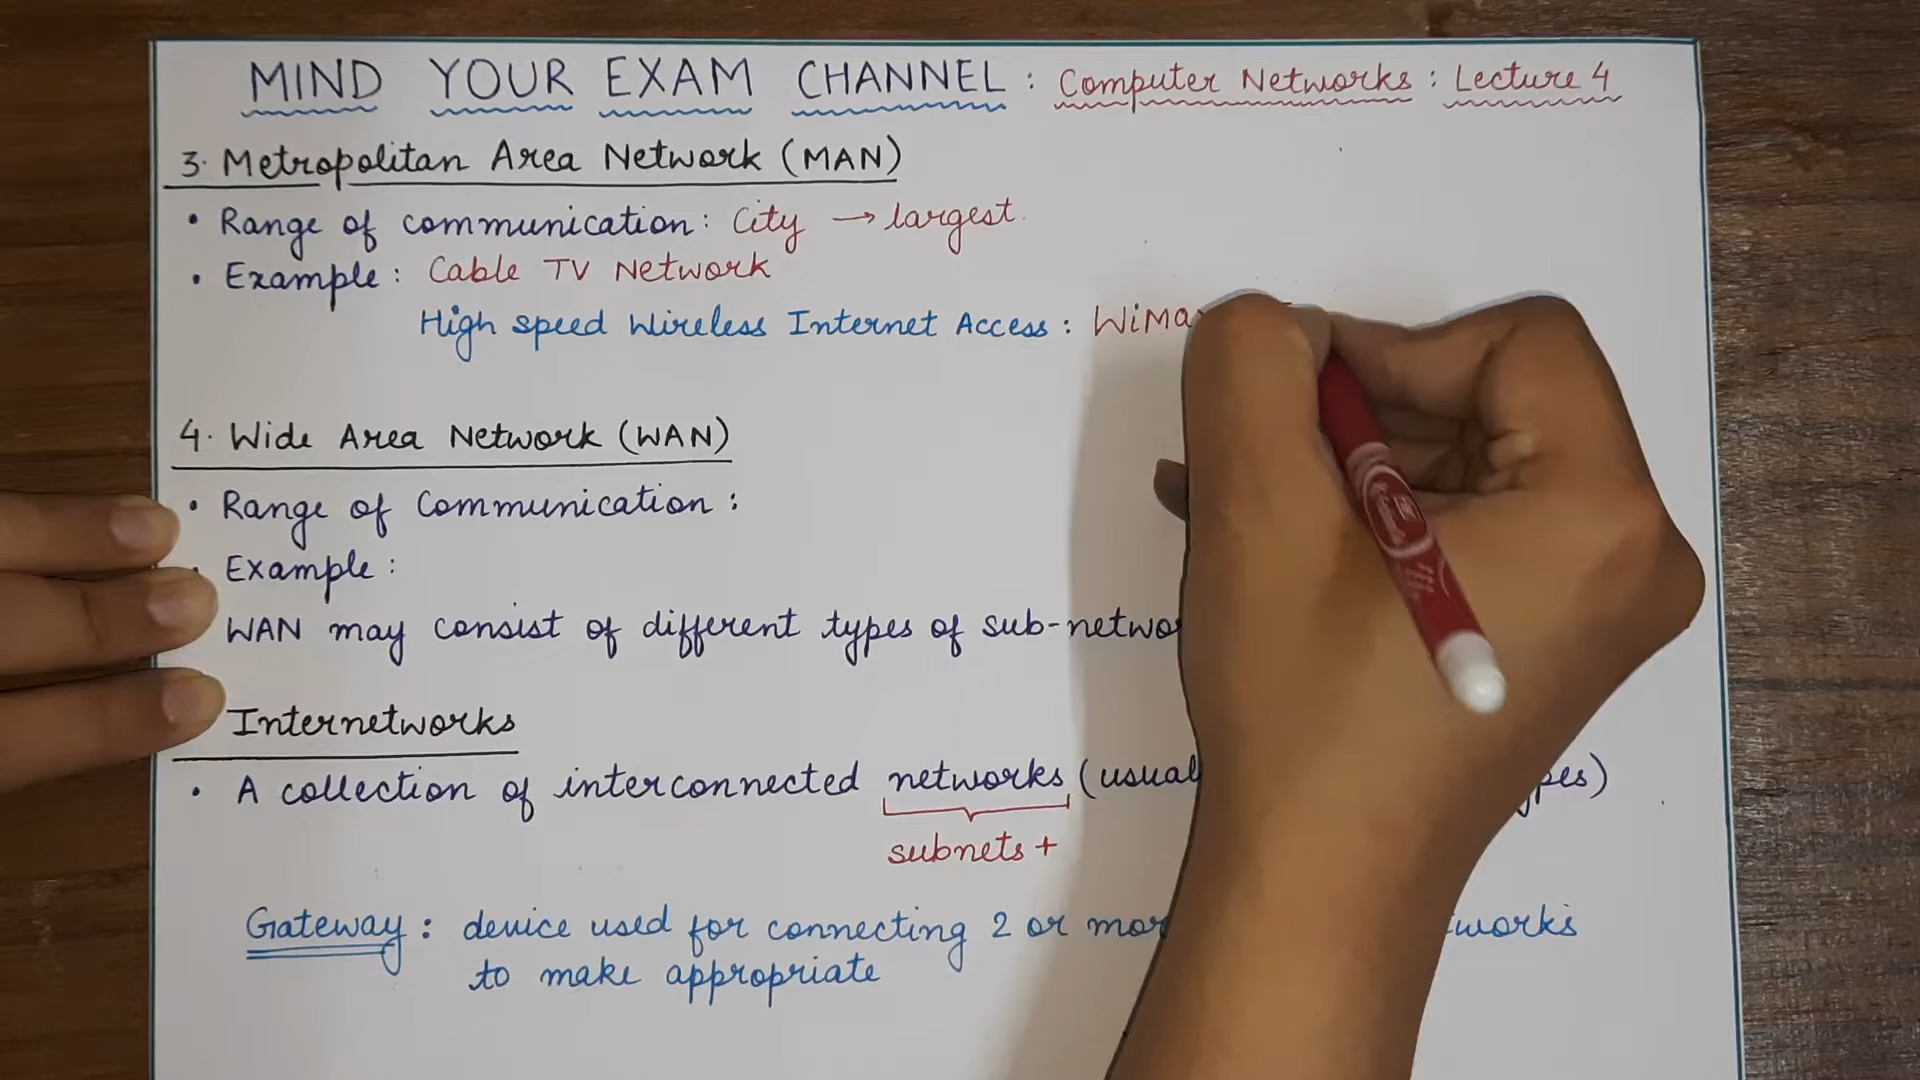 MIND YOUR EXAM CHANNEL : Computer Networks : Lecture 4
3. Metropolitan Area Network (MAN)
• Range of communication: City → largest.
• Example: Cable TV Network
High speed Wireless Internet Access : WiMa
4. Wide Area Network (WAN)
• Range of Communication :
Example :
WAN may consist of different types of sub-networ
Internetworks
• A collection of interconnected networks (usual pes)
subnets +
Gateway : device used for connecting 2 or mor tworks
to make appropriate